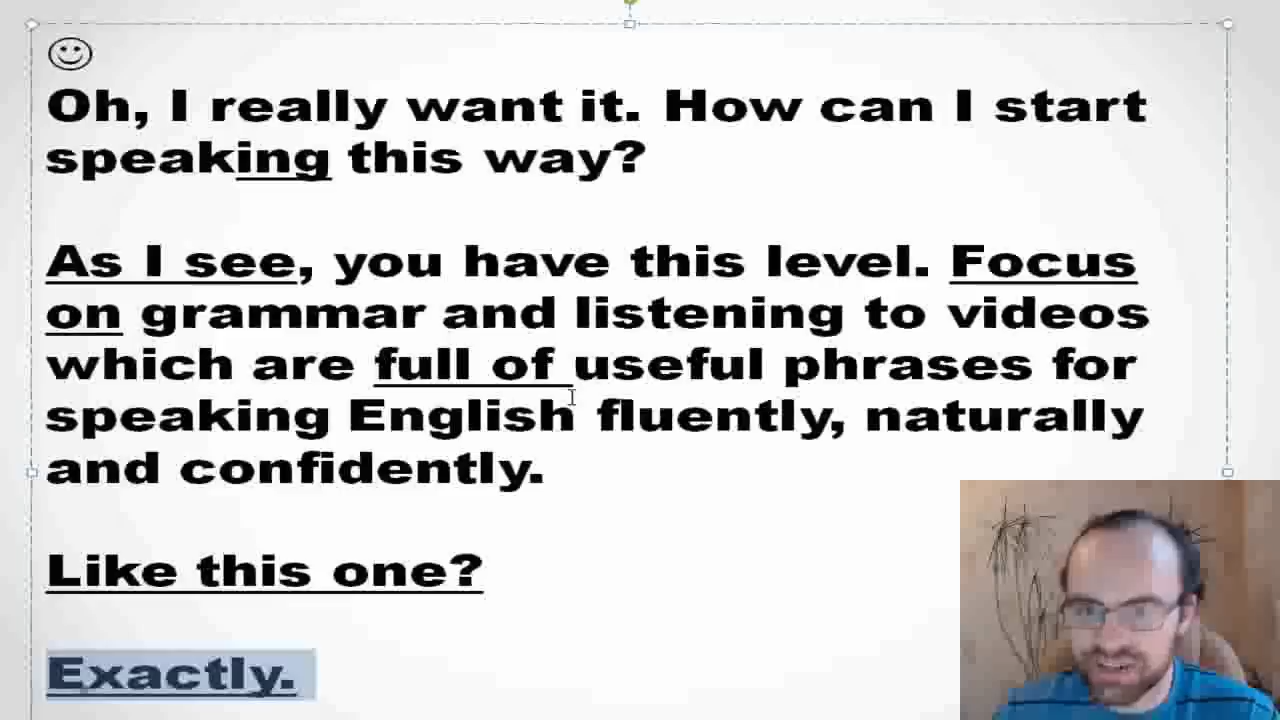 Oh, I really want it. How can I start
speaking this way?
As I see, you have this level. Focus
on grammar and listening to videos
which are full of useful phrases for
speaking English fluently, naturally
and confidently.
Like this one?
Exactly.